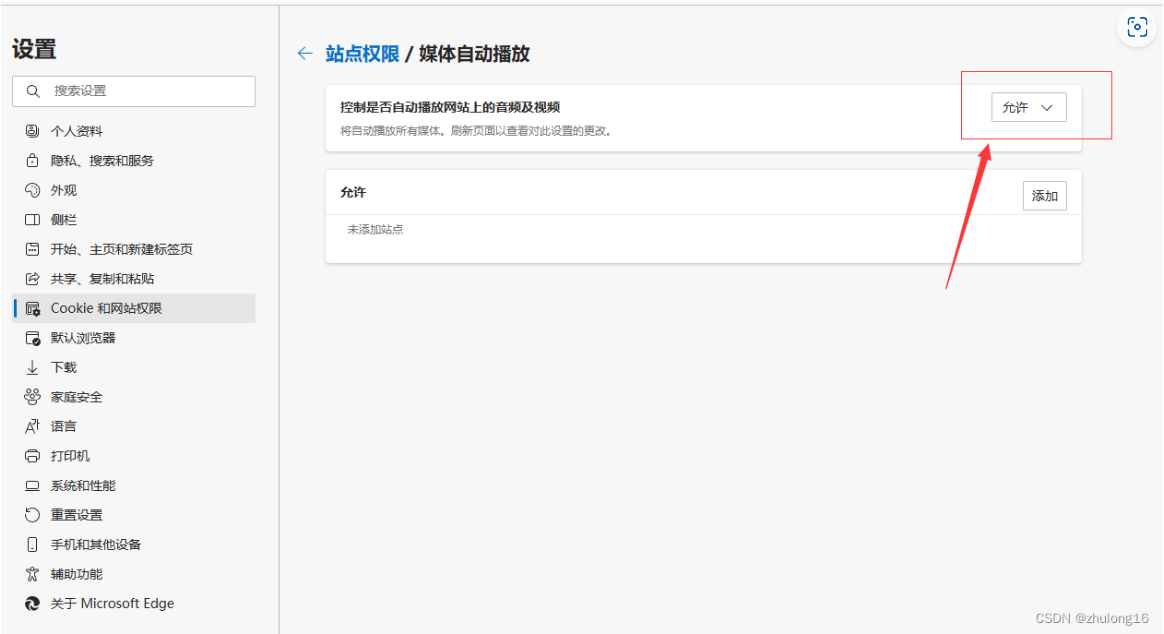 设置
搜索设置
个人资料
隐私、搜索和服务
外观
侧栏
开始、主页和新建标签页
共享、复制和粘贴
Cookie 和网站权限
默认浏览器
下载
家庭安全
语言
打印机
系统和性能
重置设置
手机和其他设备
辅助功能
关于 Microsoft Edge
站点权限 / 媒体自动播放
控制是否自动播放网站上的音频及视频
允许
将自动播放所有媒体。刷新页面以查看对此设置的更改。
允许
添加
未添加站点
CSDN @zhulong16